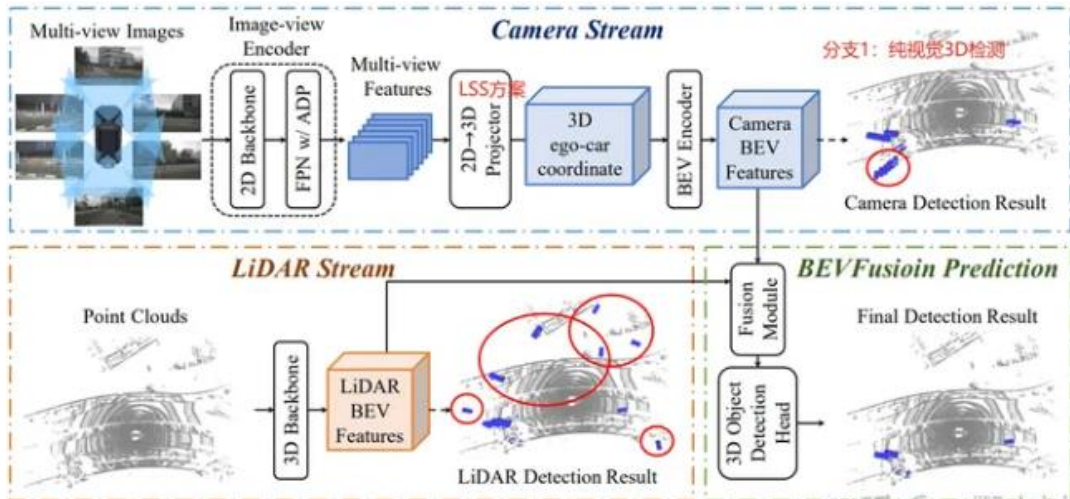 Camera Stream
Multi-view Images
Image-view
Encoder
2D Backbone
FPN w/ ADP
Multi-view
Features
LSS方案
2D→3D
Projector
3D
ego-car
coordinate
BEV Encoder
Camera
BEV
Features
分支1：纯视觉3D检测
Camera Detection Result
LiDAR Stream
Point Clouds
3D Backbone
LiDAR
BEV
Features
LiDAR Detection Result
BEVFusioin Prediction
Fusion
Module
3D Object
Detection
Head
Final Detection Result